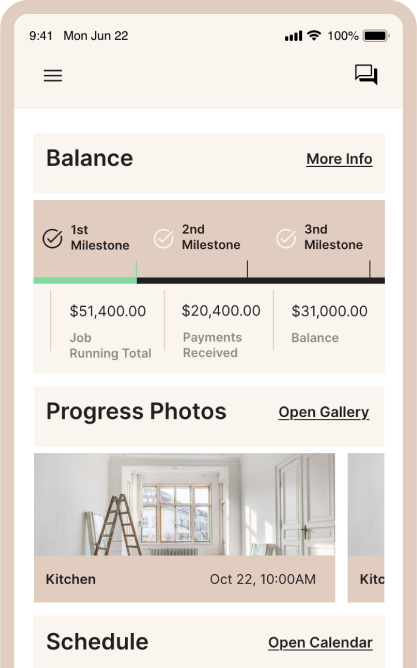 9:41 Mon Jun 22 100%
Balance More Info
1st Milestone
2nd Milestone
3rd Milestone
$51,400.00
Job
Running Total
$20,400.00
Payments
Received
$31,000.00
Balance
Progress Photos Open Gallery
Kitchen Oct 22, 10:00AM
Kitc
Schedule Open Calendar